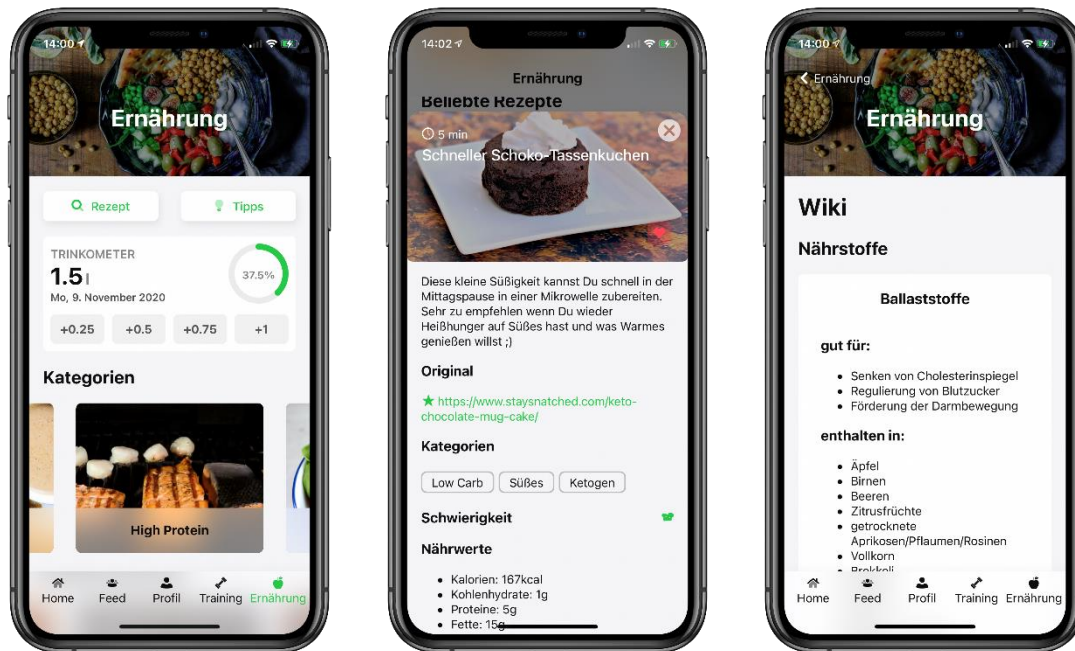 14:00
Ernährung
Rezept
Tipps
TRINKOMETER
1.5 l
37.5%
Mo, 9. November 2020
+0.25
+0.5
+0.75
+1
Kategorien
High Protein
Home
Feed
Profil
Training
Ernährung
14:02
Ernährung
Beliebte Rezepte
5 min
Schneller Schoko-Tassenkuchen
Diese kleine Süßigkeit kannst Du schnell in der
Mittagspause in einer Mikrowelle zubereiten.
Sehr zu empfehlen wenn Du wieder
Heißhunger auf Süßes hast und was Warmes
genießen willst ;)
Original
https://www.staysnatched.com/keto-
chocolate-mug-cake/
Kategorien
Low Carb
Süßes
Ketogen
Schwierigkeit
Nährwerte
Kalorien: 167kcal
Kohlenhydrate: 1g
Proteine: 5g
Fette: 15g
14:00
Ernährung
Ernährung
Wiki
Nährstoffe
Ballaststoffe
gut für:
Senken von Cholesterinspiegel
Regulierung von Blutzucker
Förderung der Darmbewegung
enthalten in:
Äpfel
Birnen
Beeren
Zitrusfrüchte
getrocknete
Aprikosen/Pflaumen/Rosinen
Vollkorn
Brokkoli
Home
Feed
Profil
Training
Ernährung